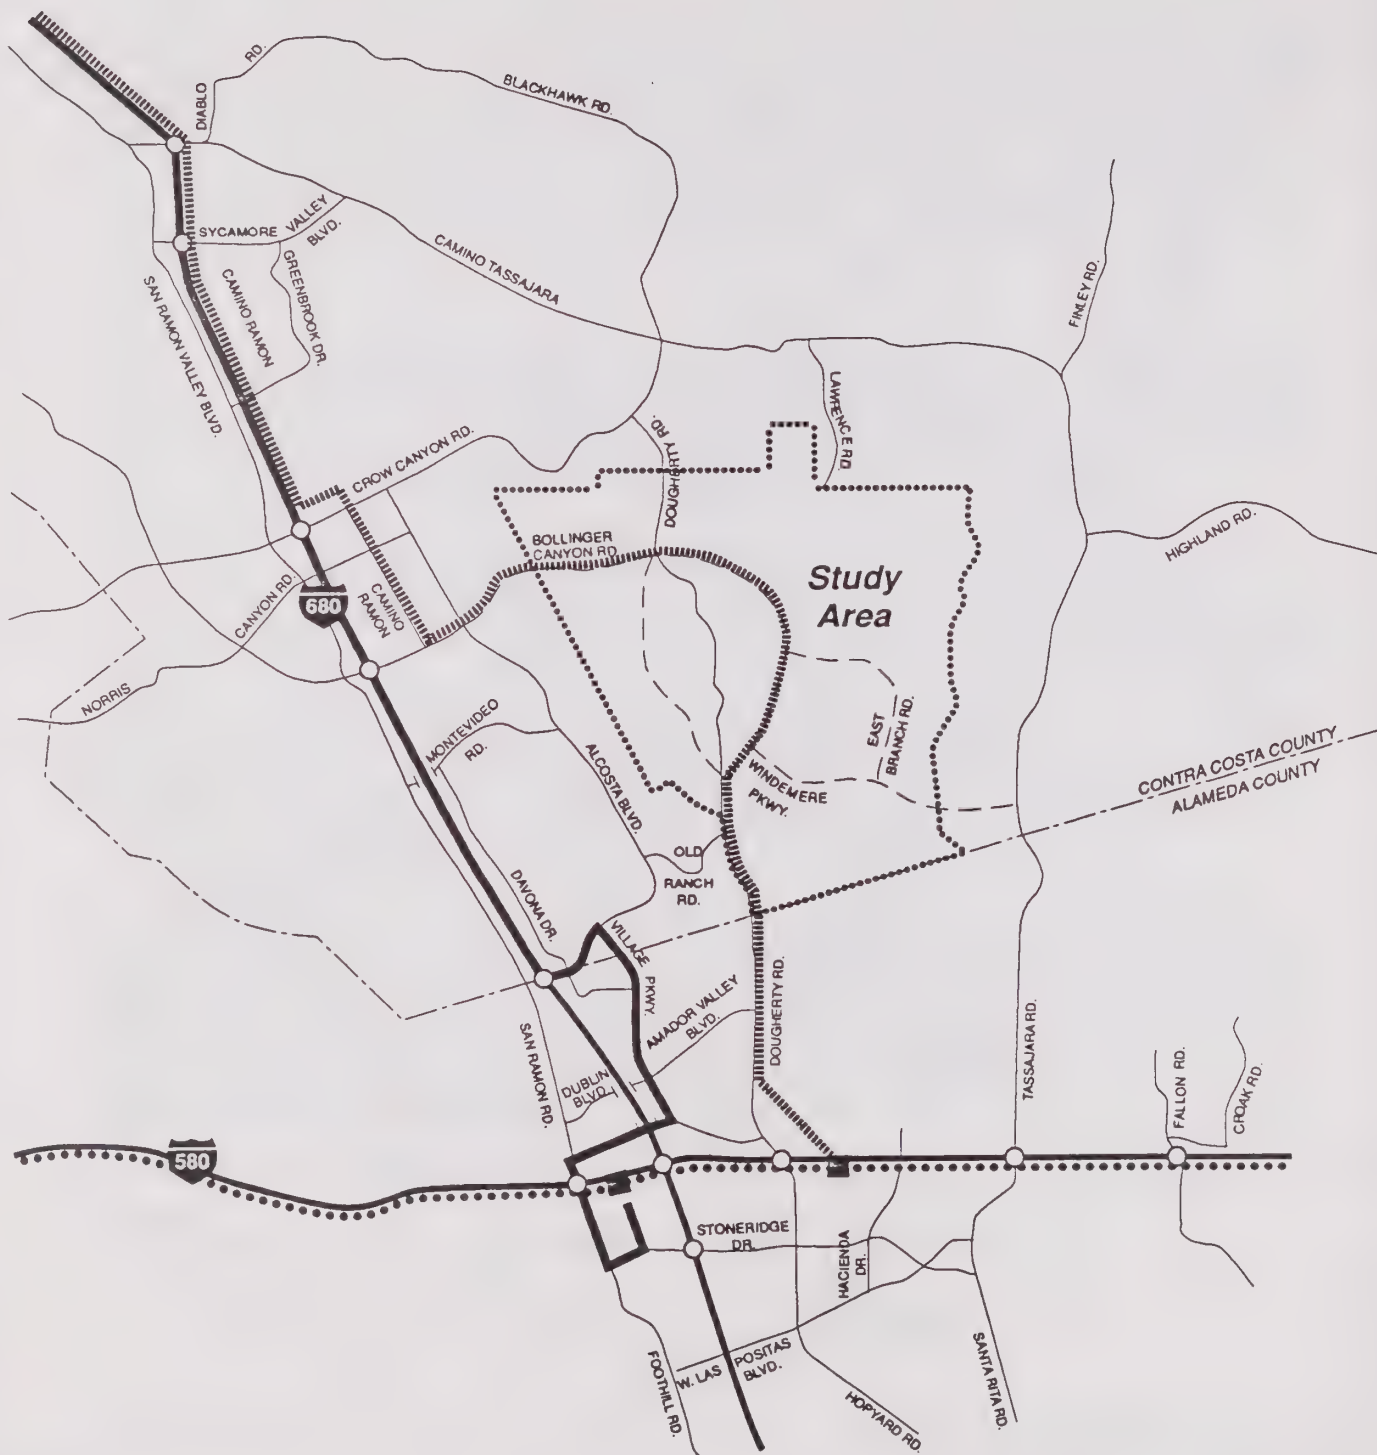 RD.
DIABLO
BLACKHAWK RD.
SYCAMORE
VALLEY
BLVD.
CAMINO TASSAJARA
GREENBROOK DR.
CAMINO RAMON
SAN RAMON VALLEY BLVD.
FINLEY RD.
LAWRENCE RD.
DOUGHERTY RD.
CROW CANYON RD.
DOUGHERTY RD.
HIGHLAND RD.
BOLLINGER
CANYON RD.
Study
Area
680
CANYON RD.
CAMINO
RAMON
NORRIS
MONTEVIDEO
RD.
ALCOSTA BLVD.
EAST
BRANCH RD.
WINDEMERE
PKWY.
CONTRA COSTA COUNTY
ALAMEDA COUNTY
OLD
RANCH
RD.
DAVONA DR.
VILLAGE
PKWY.
AMADOR VALLEY
BLVD.
DOUGHERTY RD.
TASSAJARA RD.
SAN RAMON RD.
DUBLIN
BLVD.
FALLON RD.
CROAK RD.
580
STONERIDGE
DR.
HACIENDA
DR.
FOOTHILL RD.
W. LAS POSITAS
BLVD.
HOPYARD RD.
SANTA RITA RD.